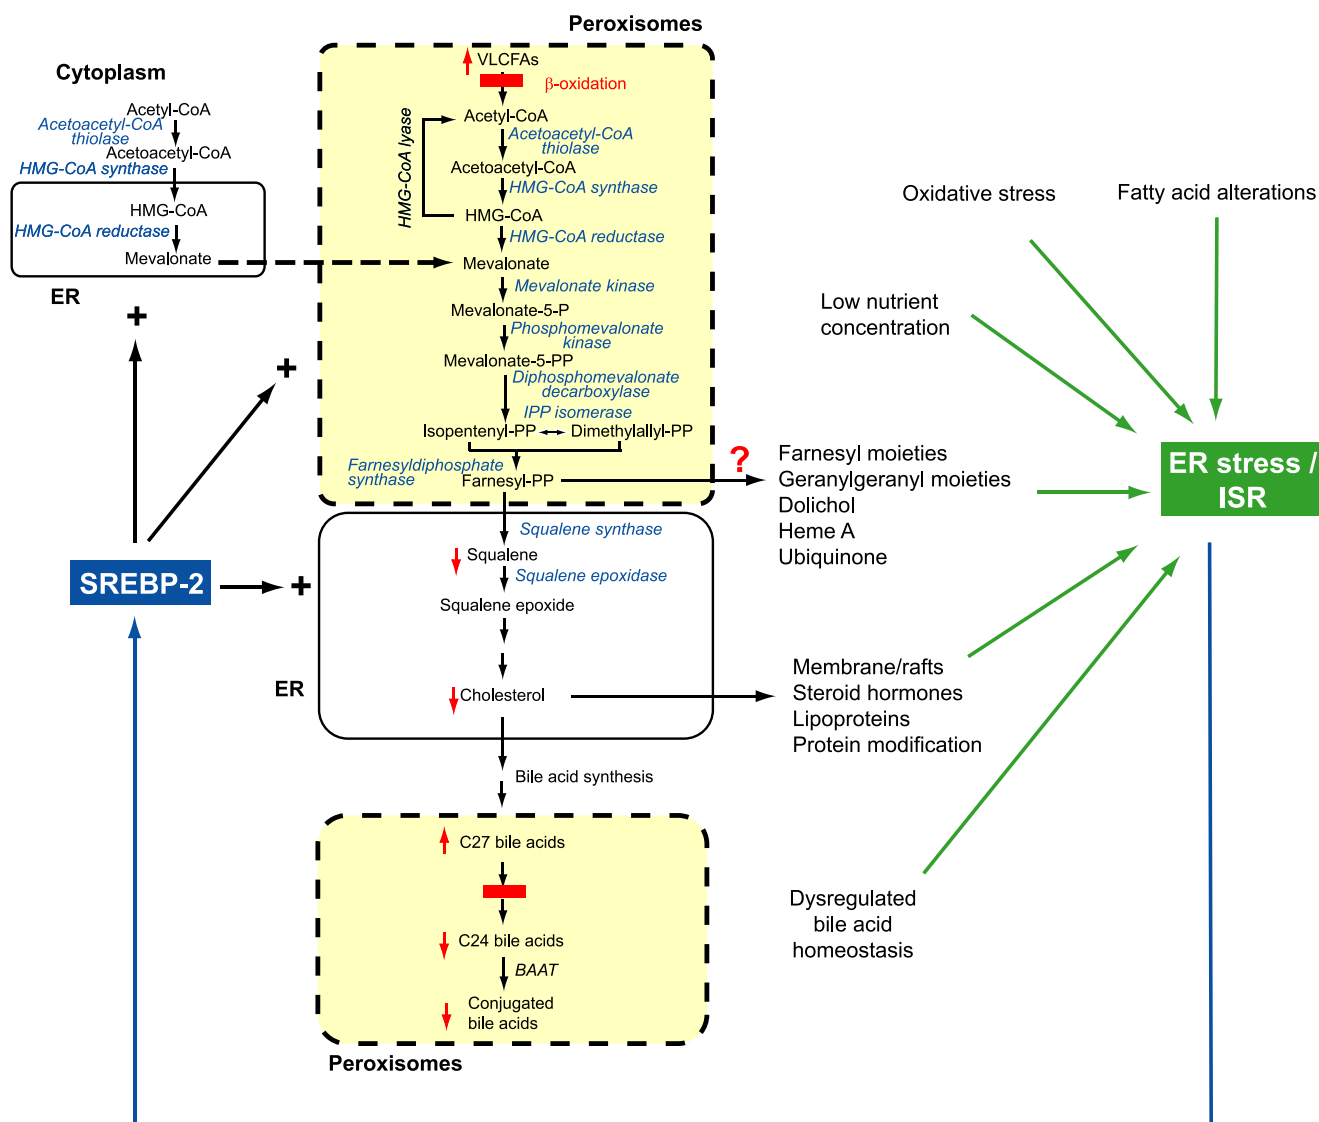 Peroxisomes
Cytoplasm
Acetyl-CoA
Acetoacetyl-CoA
thiolase
Acetoacetyl-CoA
HMG-CoA synthase
HMG-CoA
HMG-CoA reductase
Mevalonate
ER
+
+
SREBP-2
+
VLCFAs
β-oxidation
Acetyl-CoA
Acetoacetyl-CoA
thiolase
Acetoacetyl-CoA
HMG-CoA synthase
HMG-CoA lyase
HMG-CoA
HMG-CoA reductase
Mevalonate
Mevalonate kinase
Mevalonate-5-P
Phosphomevalonate
kinase
Mevalonate-5-PP
Diphosphomevalonate
decarboxylase
IPP isomerase
Isopentenyl-PP
Dimethylallyl-PP
Farnesyldiphosphate
synthase
Farnesyl-PP
?
Squalene synthase
Squalene
Squalene epoxidase
Squalene epoxide
ER
Cholesterol
Bile acid synthesis
C27 bile acids
C24 bile acids
BAAT
Conjugated
bile acids
Peroxisomes
Oxidative stress
Fatty acid alterations
Low nutrient
concentration
Farnesyl moieties
Geranylgeranyl moieties
Dolichol
Heme A
Ubiquinone
ER stress /
ISR
Membrane/rafts
Steroid hormones
Lipoproteins
Protein modification
Dysregulated
bile acid
homeostasis